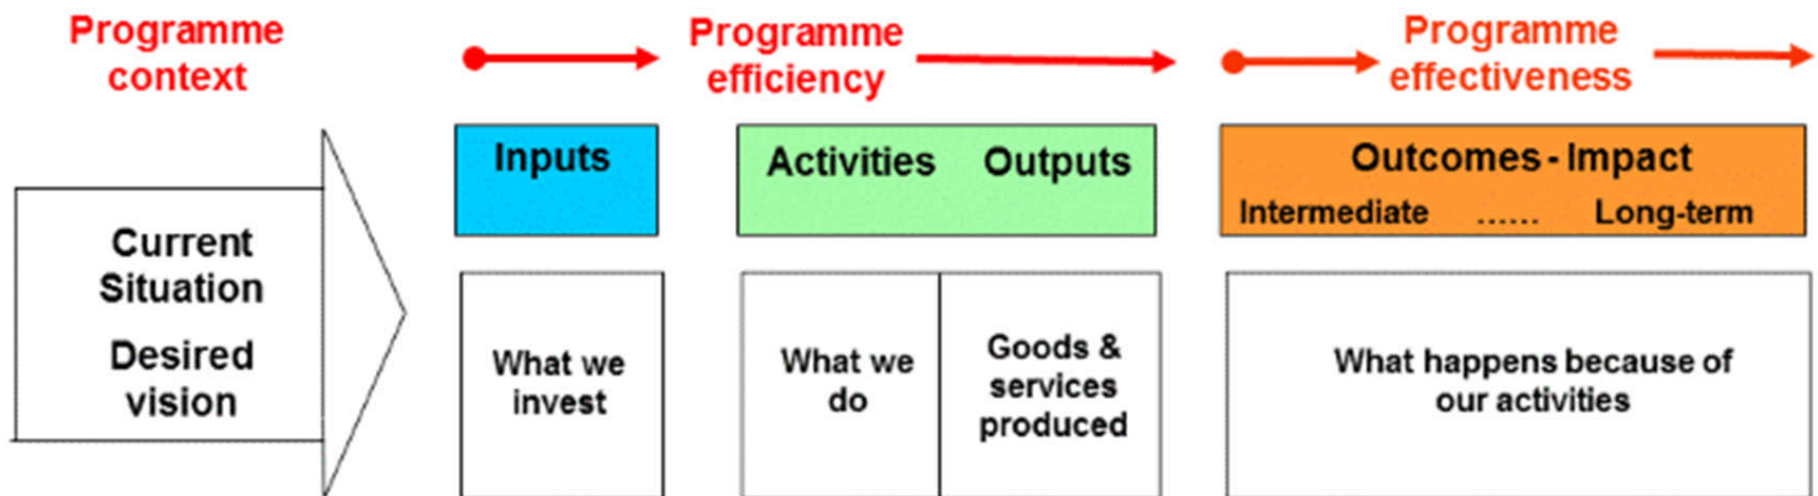 Programme
context
Programme
efficiency
Programme
effectiveness
Current
Situation
Desired
vision
Inputs
Activities Outputs
Outcomes - Impact
Intermediate ...... Long-term
What we
invest
What we
do
Goods &
services
produced
What happens because of
our activities